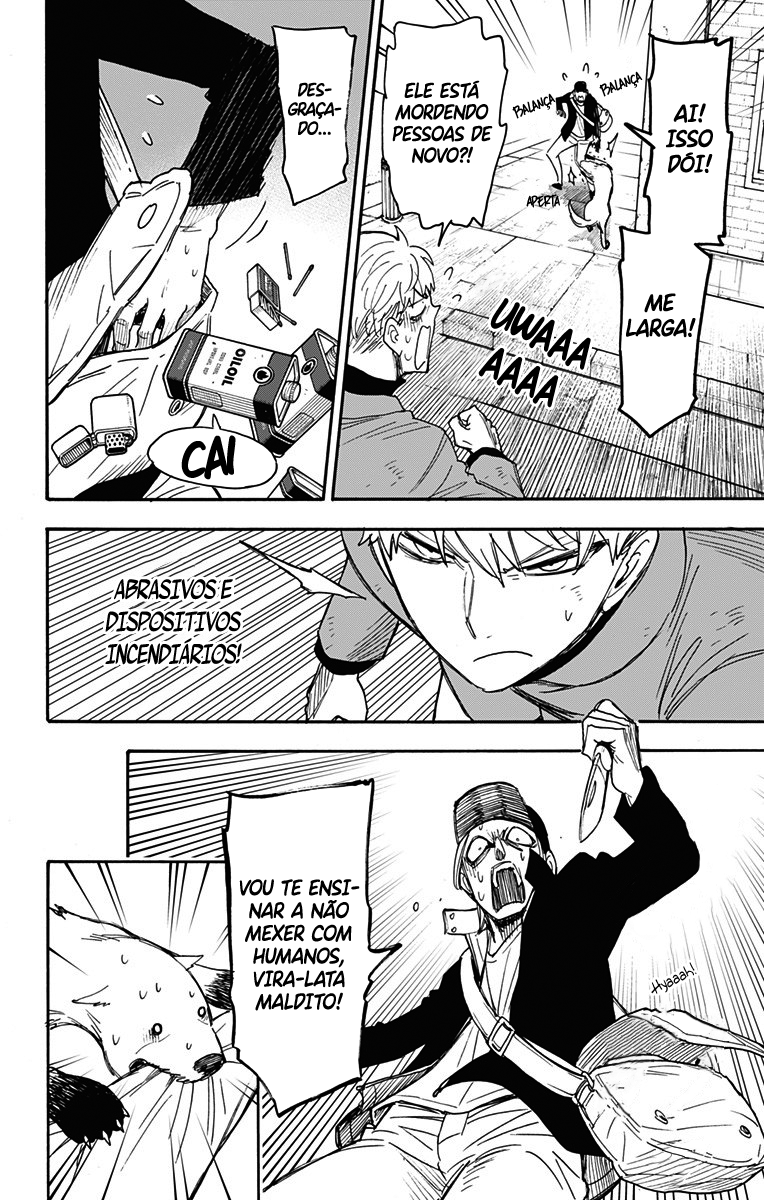 AI!
ISSO
DÓI!
BALANÇA
BALANÇA
APERTA
ELE ESTÁ
MORDENDO
PESSOAS DE
NOVO?!
ME
LARGA!
UWAAA
AAAA
DES-
GRAÇA-
DO...
OILOIL
CAI
ABRASIVOS E
DISPOSITIVOS
INCENDIÁRIOS!
VOU TE ENSI-
NAR A NÃO
MEXER COM
HUMANOS,
VIRA-LATA
MALDITO!
Hyaaah!